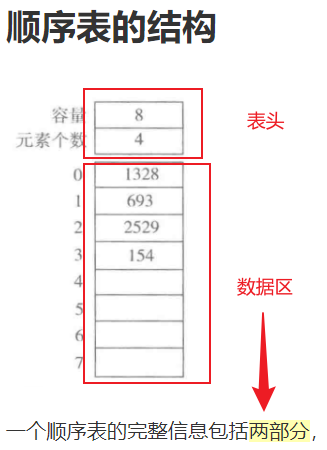 顺序表的结构
容量 8
元素个数 4
表头
0 1328
1 693
2 2529
3 154
4
数据区
5
6
7
一个顺序表的完整信息包括两部分，